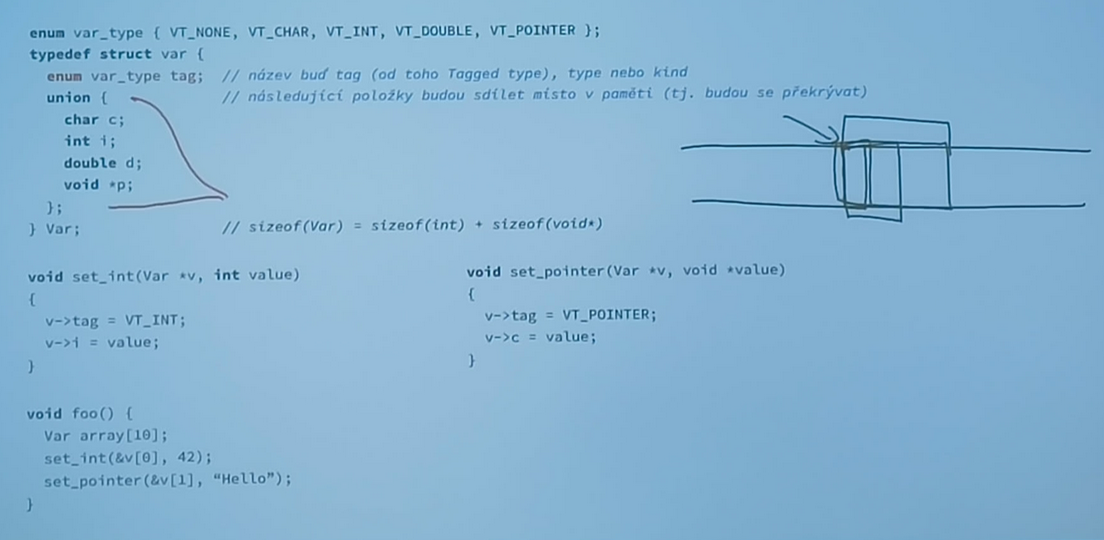 enum var_type { VT_NONE, VT_CHAR, VT_INT, VT_DOUBLE, VT_POINTER };
typedef struct var {
enum var_type tag; // název buď tag (od toho Tagged type), type nebo kind
union { // následující položky budou sdílet místo v paměti (tj. budou se překrývat)
char c;
int i;
double d;
void *p;
};
} Var; // sizeof(Var) = sizeof(int) + sizeof(void*)
void set_int(Var *v, int value)
{
v->tag = VT_INT;
v->i = value;
}
void set_pointer(Var *v, void *value)
{
v->tag = VT_POINTER;
v->c = value;
}
void foo() {
Var array[10];
set_int(&v[0], 42);
set_pointer(&v[1], “Hello”);
}